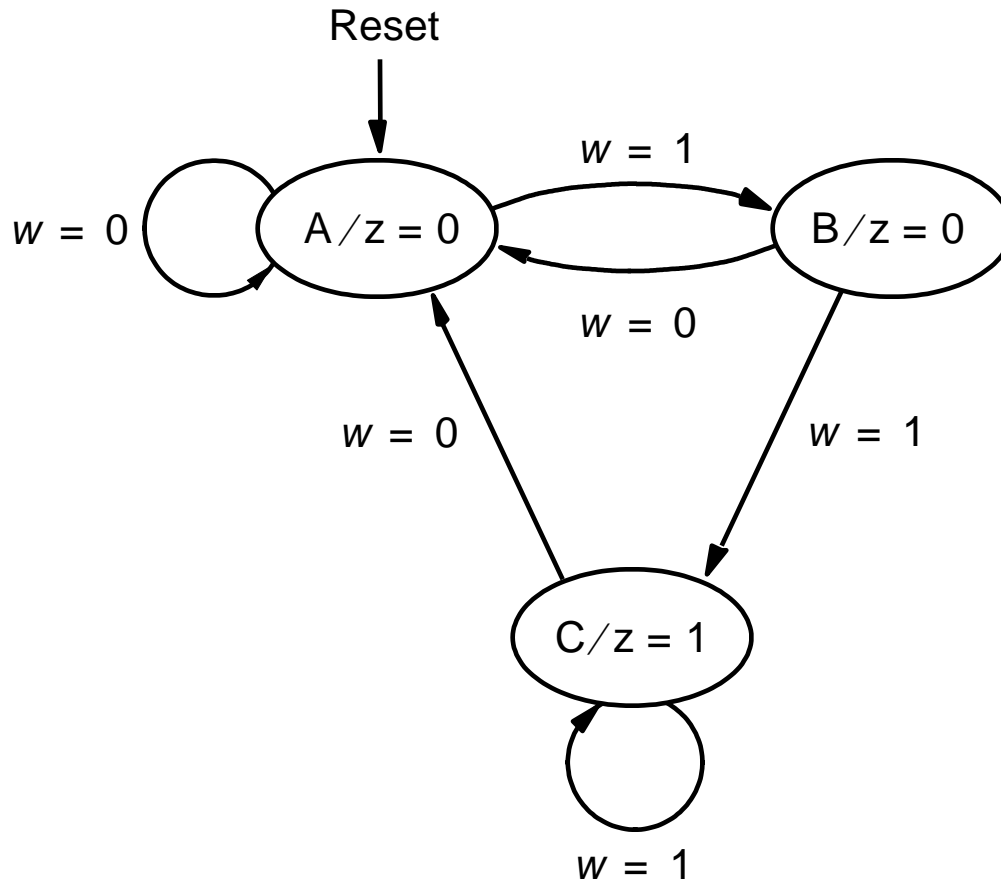 Reset
w = 1
w = 0
A/z = 0
B/z = 0
w = 0
w = 0
w = 1
C/z = 1
w = 1